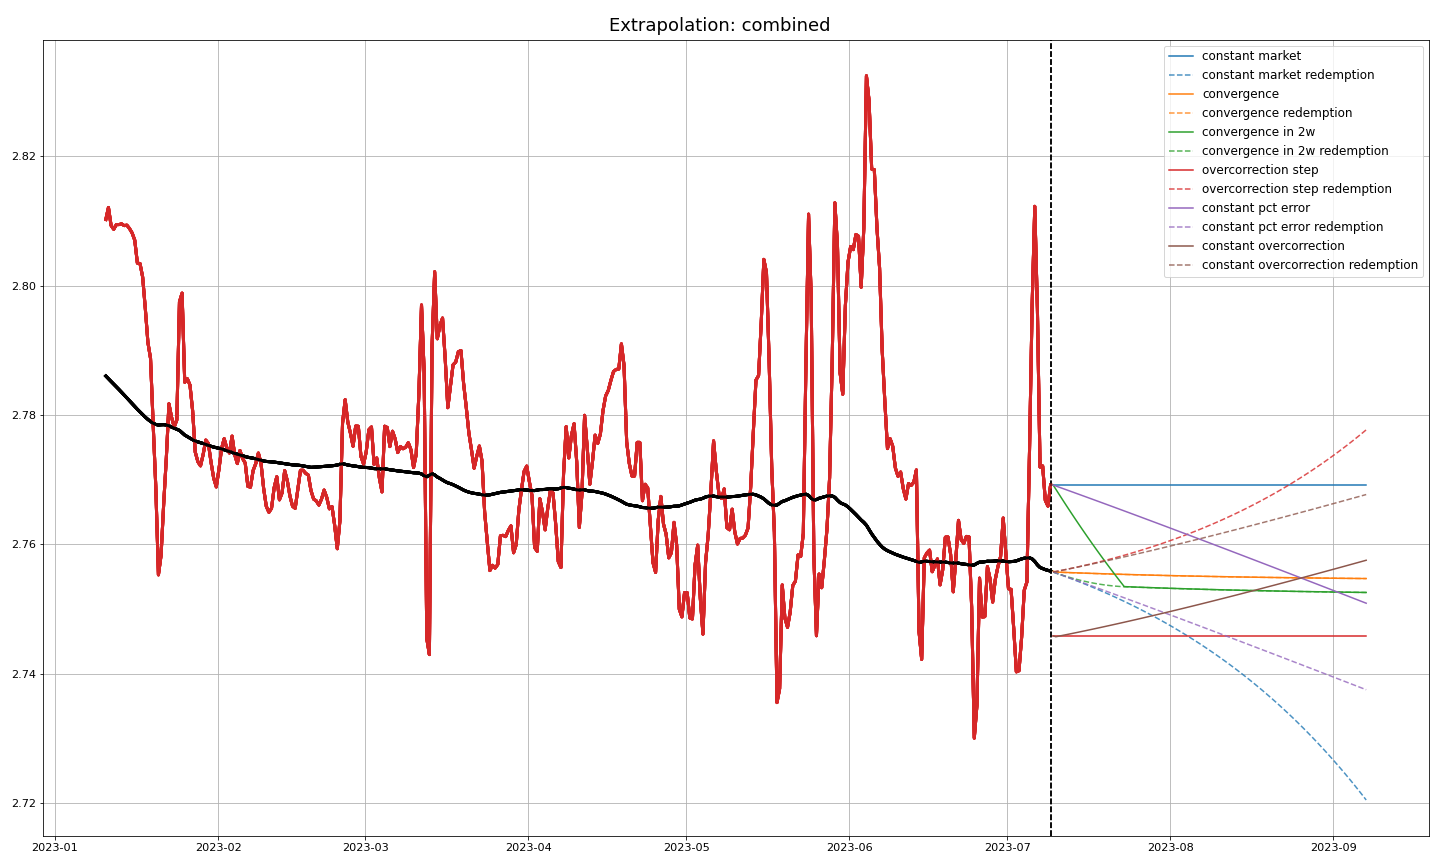 Extrapolation: combined
constant market
constant market redemption
convergence
convergence redemption
convergence in 2w
convergence in 2w redemption
overcorrection step
overcorrection step redemption
constant pct error
constant pct error redemption
constant overcorrection
constant overcorrection redemption
2.82
2.80
2.78
2.76
2.74
2.72
2023-01 2023-02 2023-03 2023-04 2023-05 2023-06 2023-07 2023-08 2023-09